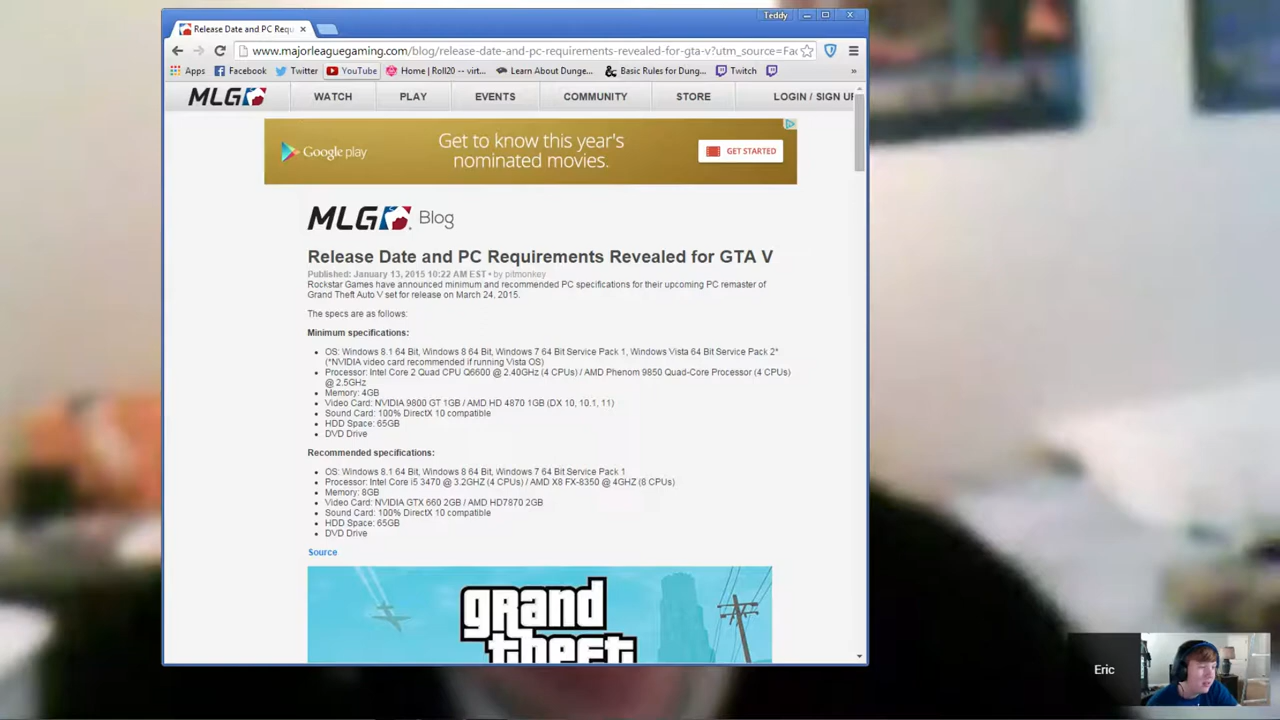 Teddy
Release Date and PC Requ
www.majorleaguegaming.com/blog/release-date-and-pc-requirements-revealed-for-gta-v?utm_source=Fac
Apps Facebook Twitter YouTube Home | Roll20 -- virt... Learn About Dunge... Basic Rules for Dung... Twitch »
MLG WATCH PLAY EVENTS COMMUNITY STORE LOGIN / SIGN UP
Google play Get to know this year's GET STARTED
nominated movies.
MLG Blog
Release Date and PC Requirements Revealed for GTA V
Published: January 13, 2015 10:22 AM EST • by pitmonkey
Rockstar Games have announced minimum and recommended PC specifications for their upcoming PC remaster of
Grand Theft Auto V set for release on March 24, 2015.
The specs are as follows:
Minimum specifications:
• OS: Windows 8.1 64 Bit, Windows 8 64 Bit, Windows 7 64 Bit Service Pack 1, Windows Vista 64 Bit Service Pack 2*
(*NVIDIA video card recommended if running Vista OS)
• Processor: Intel Core 2 Quad CPU Q6600 @ 2.40GHz (4 CPUs) / AMD Phenom 9850 Quad-Core Processor (4 CPUs)
@ 2.5GHz
• Memory: 4GB
• Video Card: NVIDIA 9800 GT 1GB / AMD HD 4870 1GB (DX 10, 10.1, 11)
• Sound Card: 100% DirectX 10 compatible
• HDD Space: 65GB
• DVD Drive
Recommended specifications:
• OS: Windows 8.1 64 Bit, Windows 8 64 Bit, Windows 7 64 Bit Service Pack 1
• Processor: Intel Core i5 3470 @ 3.2GHZ (4 CPUs) / AMD X8 FX-8350 @ 4GHZ (8 CPUs)
• Memory: 8GB
• Video Card: NVIDIA GTX 660 2GB / AMD HD7870 2GB
• Sound Card: 100% DirectX 10 compatible
• HDD Space: 65GB
• DVD Drive
Source
grand
theft
Eric